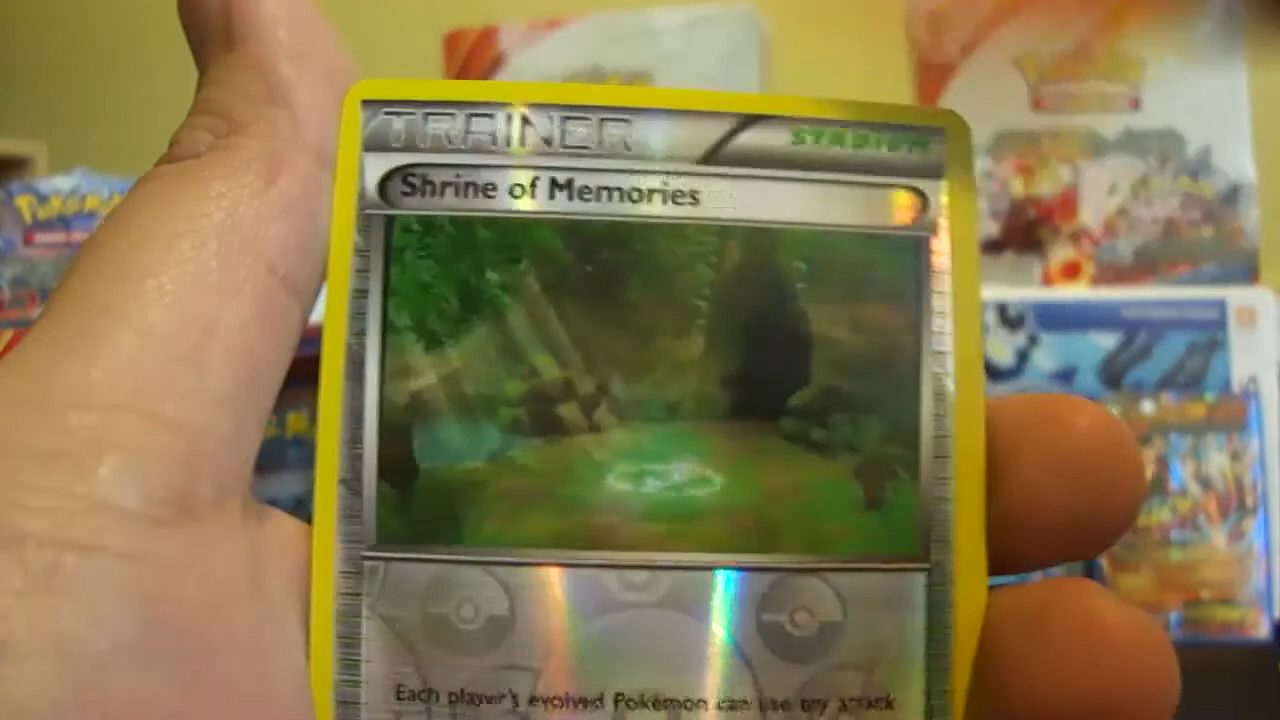 TRAINER
STADIUM
Shrine of Memories
Each player's evolved Pokémon can use any attack
Pokémon